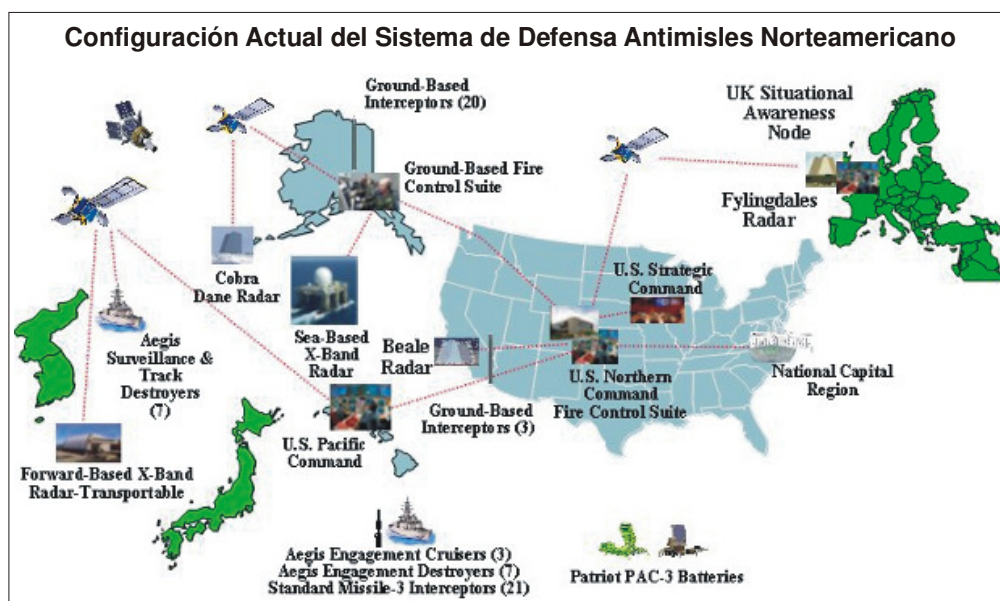 Configuración Actual del Sistema de Defensa Antimisles Norteamericano
Ground-Based
Interceptors (20)
UK Situational
Awareness
Node
Ground-Based Fire
Control Suite
Fylingdales
Radar
Cobra
Dane Radar
U.S. Strategic
Command
Aegis
Surveillance &
Track
Destroyers
(7)
Sea-Based
X-Band
Radar
Beale
Radar
National Capital
Region
U.S. Northern
Command
Fire Control Suite
Ground-Based
Interceptors (3)
U.S. Pacific
Command
Forward-Based X-Band
Radar-Transportable
Aegis Engagement Cruisers (3)
Aegis Engagement Destroyers (7)
Standard Missile-3 Interceptors (21)
Patriot PAC-3 Batteries